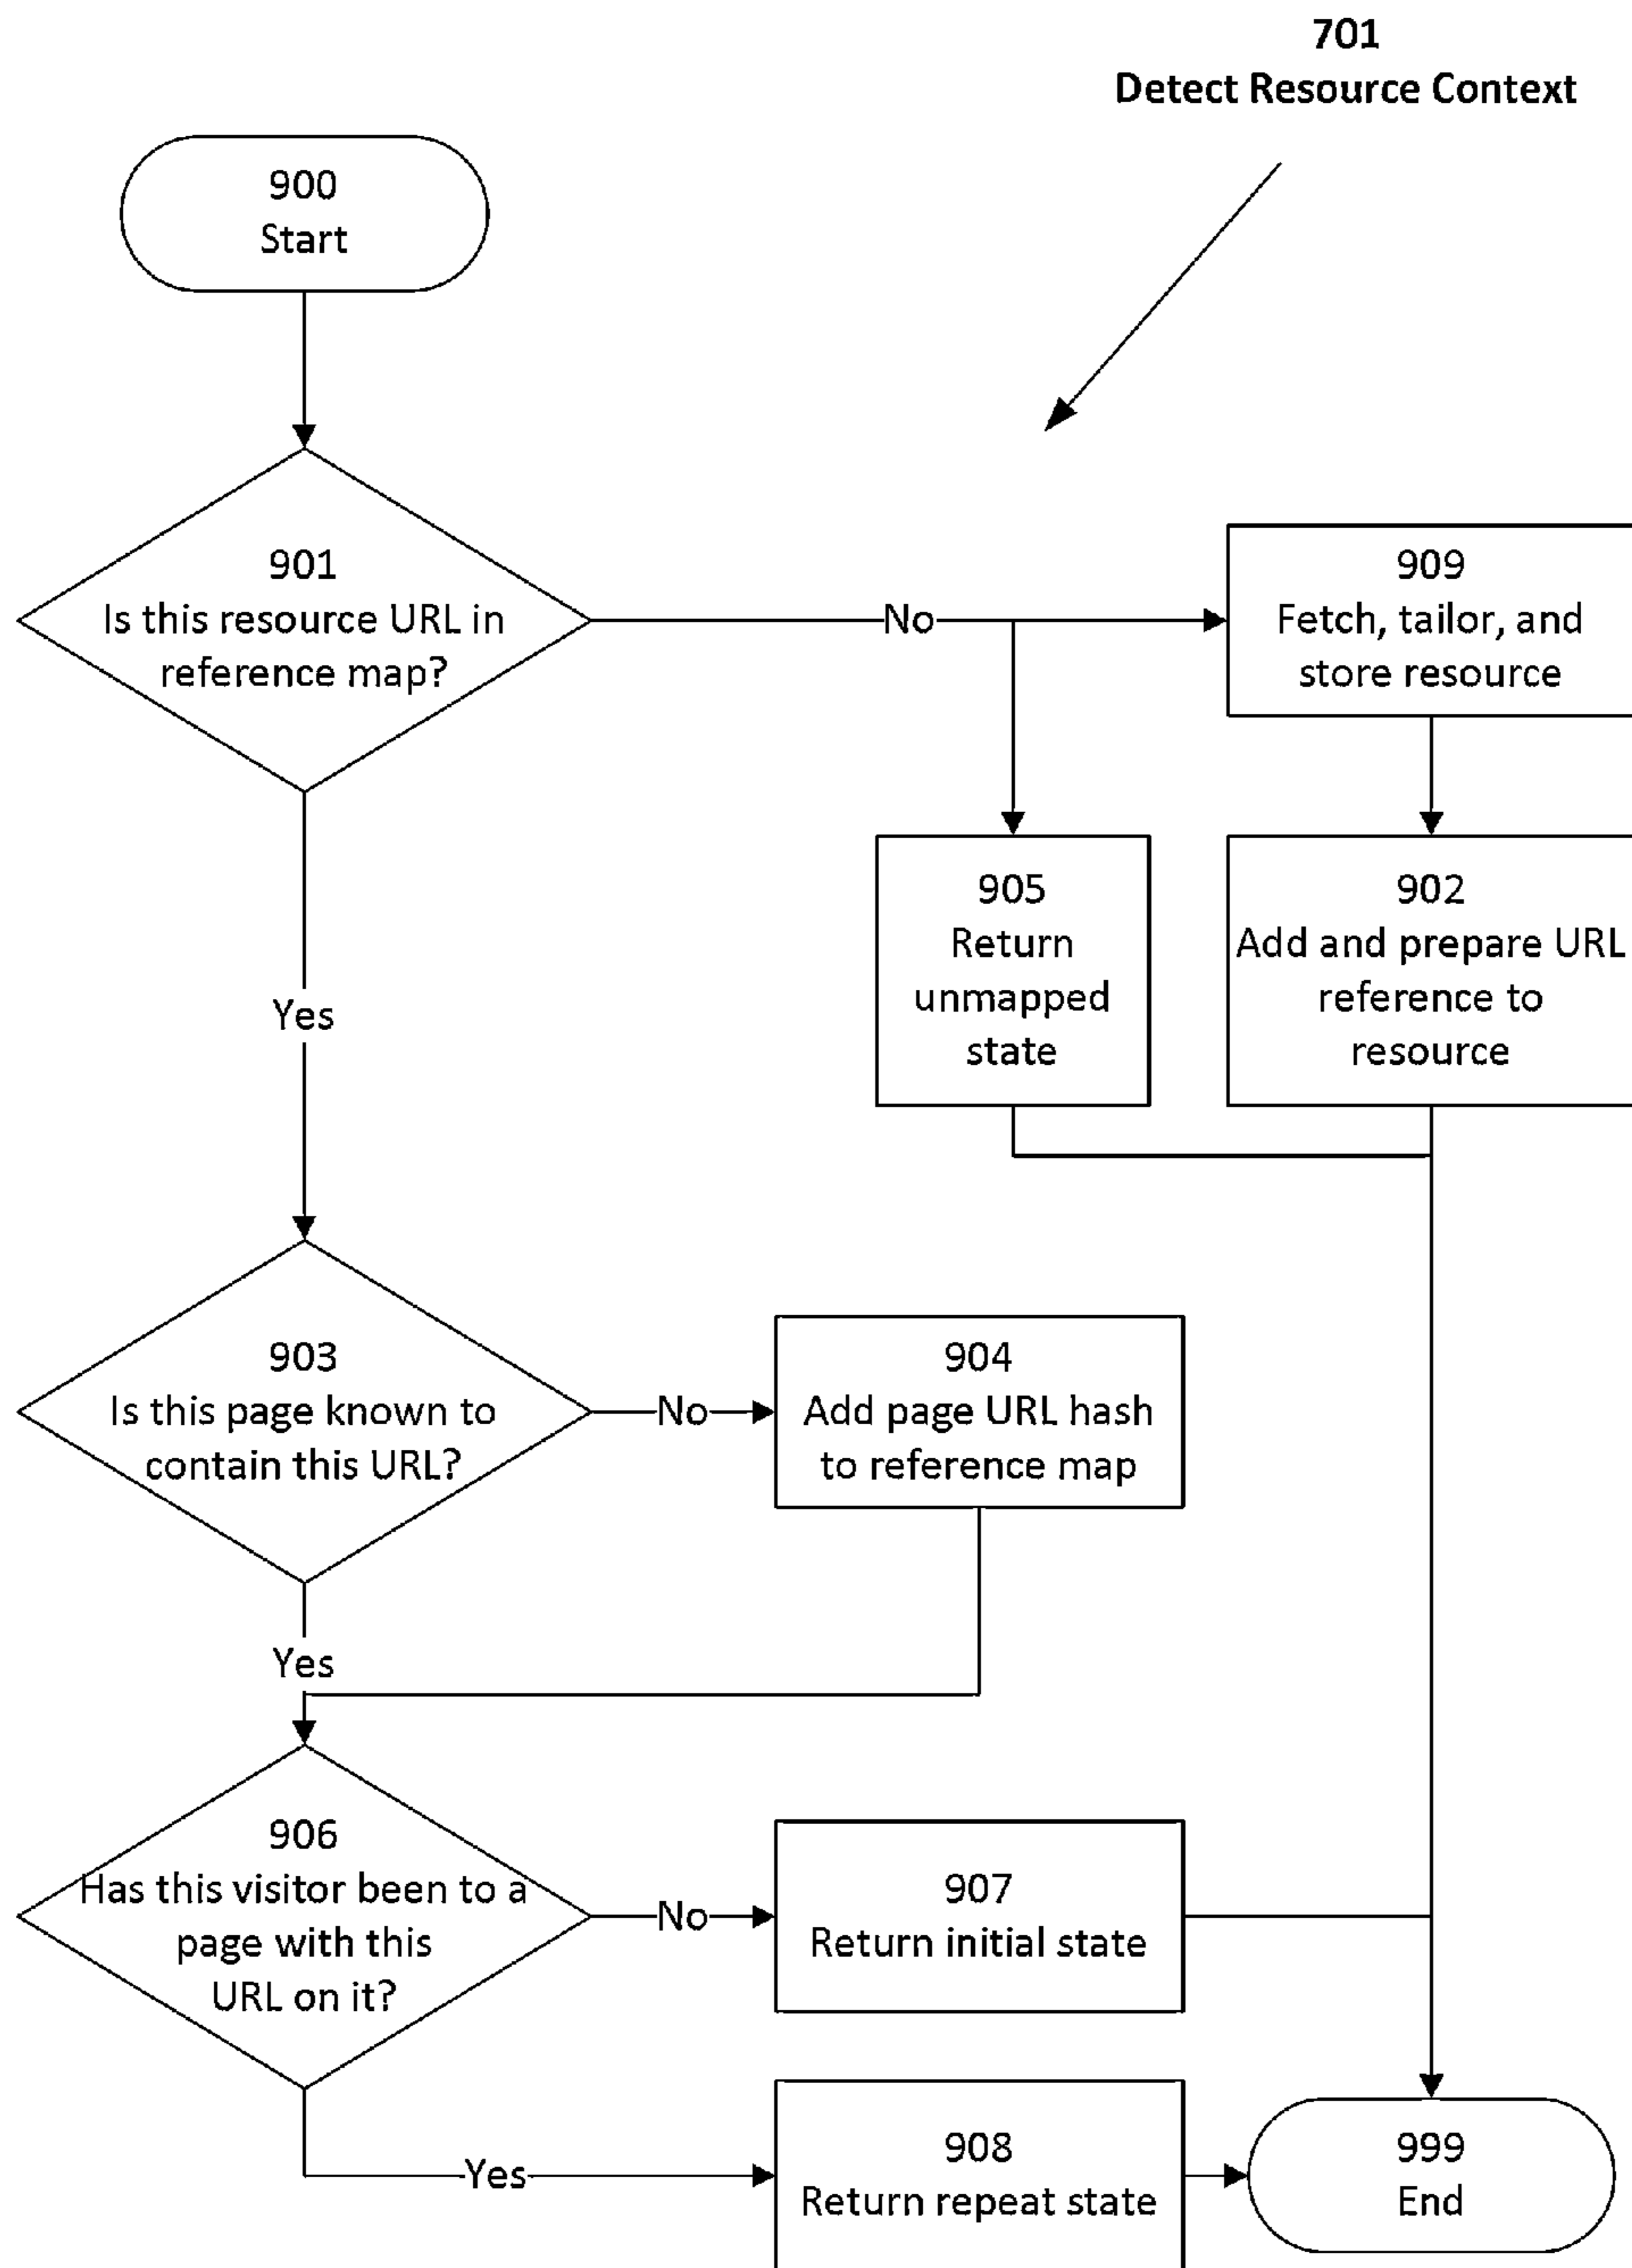 701
Detect Resource Context
900
Start
901
Is this resource URL in
reference map?
No
909
Fetch, tailor, and
store resource
905
Return
unmapped
state
902
Add and prepare URL
reference to
resource
Yes
903
Is this page known to
contain this URL?
No
904
Add page URL hash
to reference map
Yes
906
Has this visitor been to a
page with this
URL on it?
No
907
Return initial state
Yes
908
Return repeat state
999
End